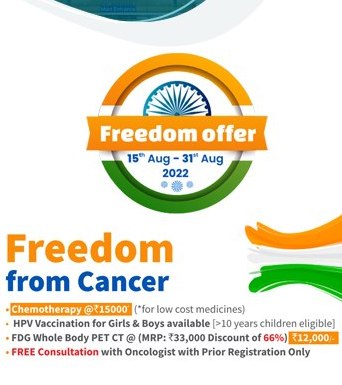 Freedom offer
15th Aug - 31st Aug
2022
Freedom
from Cancer
• Chemotherapy @₹15000 (*for low cost medicines)
• HPV Vaccination for Girls & Boys available [>10 years children eligible]
• FDG Whole Body PET CT @ (MRP: ₹33,000 Discount of 66%) ₹12,000/-
• FREE Consultation with Oncologist with Prior Registration Only